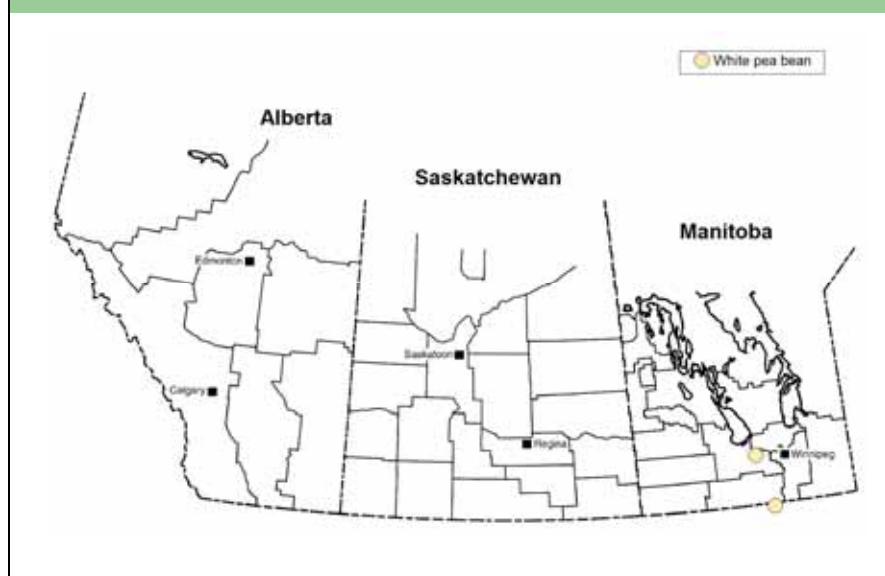 White pea bean
Alberta
Saskatchewan
Manitoba
Edmonton
Saskatoon
Calgary
Regina
Winnipeg